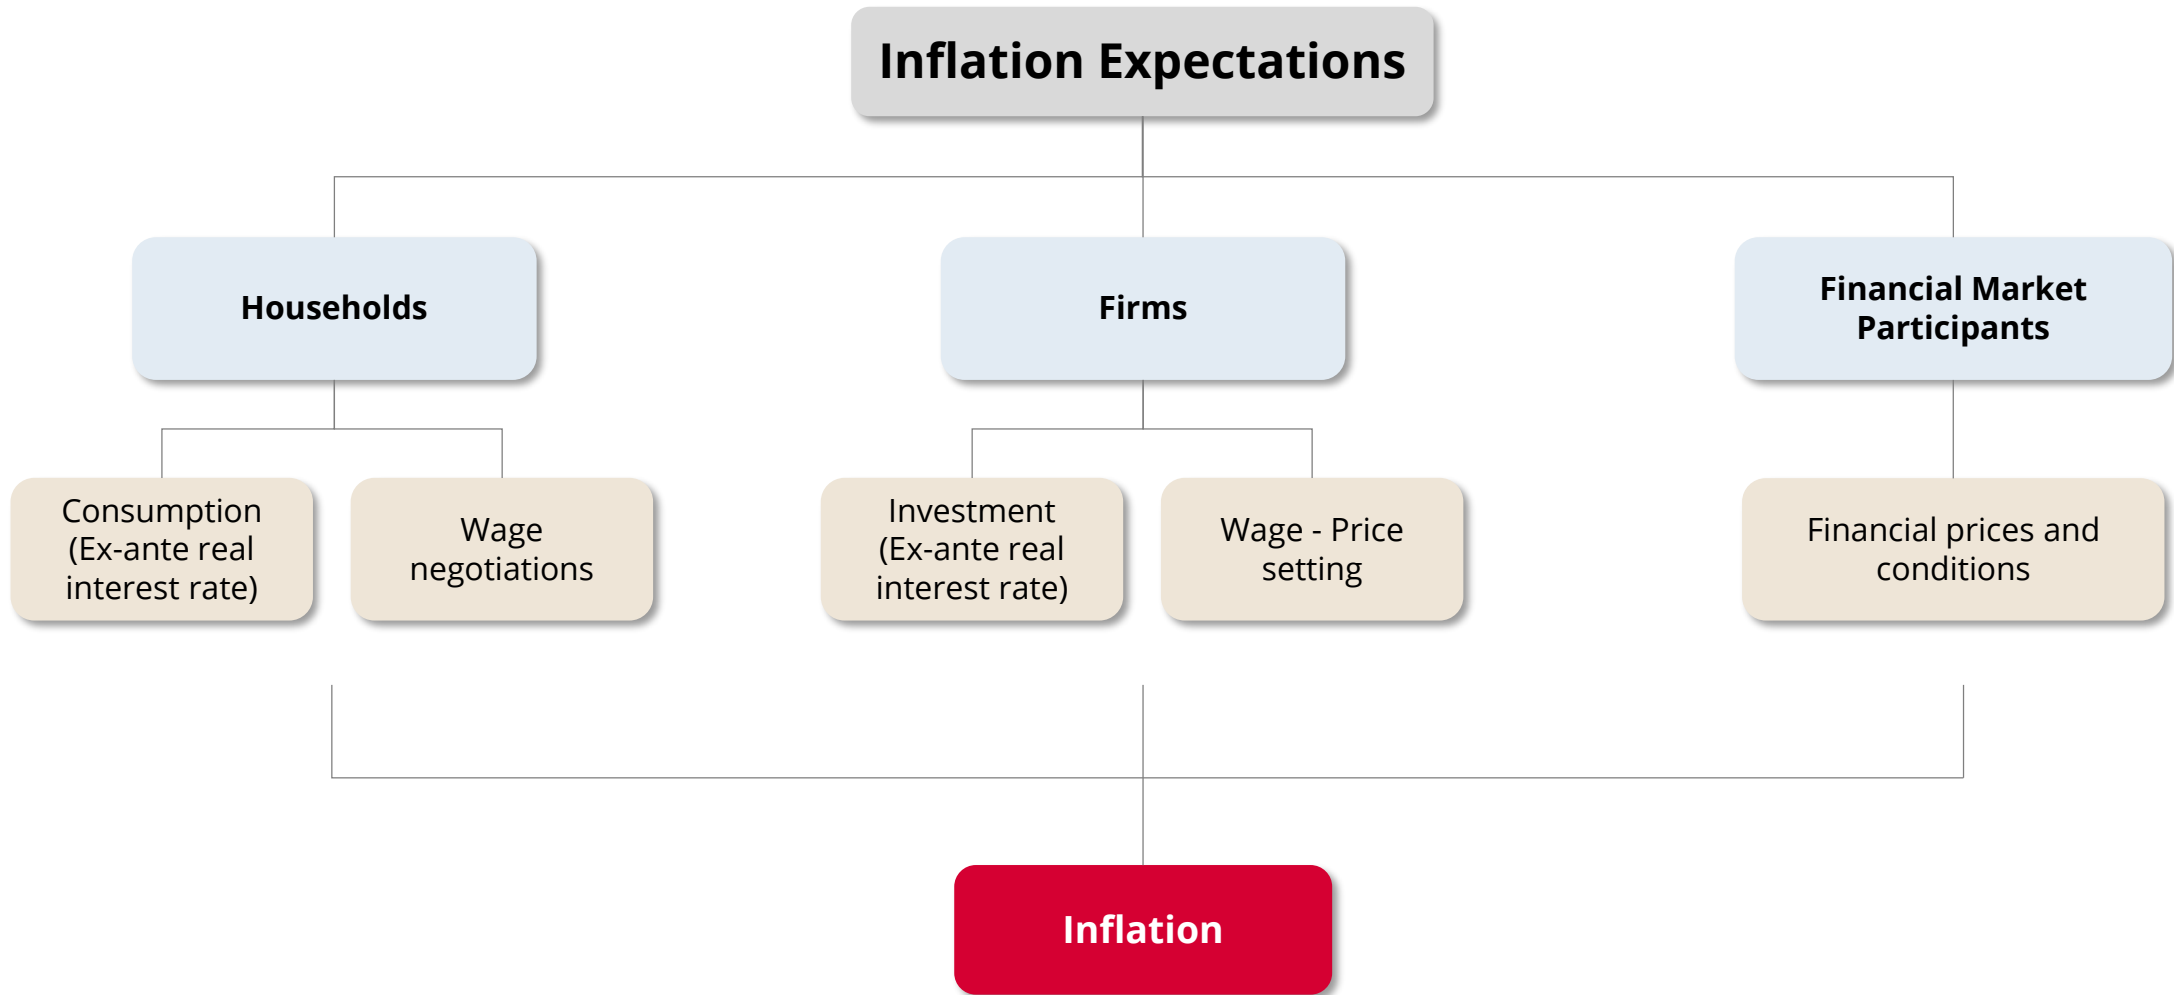 Inflation Expectations
Households
Firms
Financial Market
Participants
Consumption
(Ex-ante real
interest rate)
Wage
negotiations
Investment
(Ex-ante real
interest rate)
Wage - Price
setting
Financial prices and
conditions
Inflation